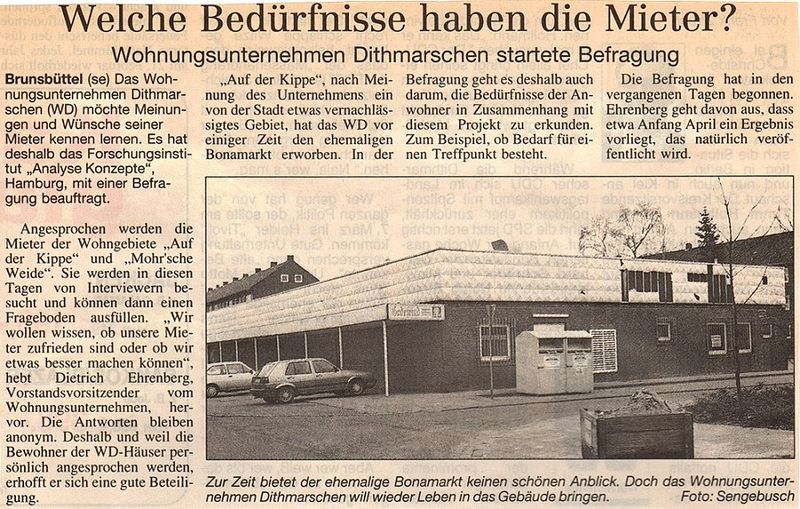 Welche Bedürfnisse haben die Mieter?
Wohnungsunternehmen Dithmarschen startete Befragung
Brunsbüttel (se) Das Woh-
nungsunternehmen Dithmar-
schen (WD) möchte Meinun-
gen und Wünsche seiner
Mieter kennen lernen. Es hat
deshalb das Forschungsinsti-
tut „Analyse Konzepte“,
Hamburg, mit einer Befra-
gung beauftragt.
Angesprochen werden die
Mieter der Wohngebiete „Auf
der Kippe“ und „Mohr'sche
Weide“. Sie werden in diesen
Tagen von Interviewern be-
sucht und können dann einen
Frageboden ausfüllen. „Wir
wollen wissen, ob unsere Mie-
ter zufrieden sind oder ob wir
etwas besser machen können“,
hebt Dietrich Ehrenberg,
Vorstandsvorsitzender vom
Wohnungsunternehmen, her-
vor. Die Antworten bleiben
anonym. Deshalb und weil die
Bewohner der WD-Häuser per-
sönlich angesprochen werden,
erhofft er sich eine gute Beteili-
gung.
„Auf der Kippe“, nach Mei-
nung des Unternehmens ein
von der Stadt etwas vernachläs-
sigtes Gebiet, hat das WD vor
einiger Zeit den ehemaligen
Bonamarkt erworben. In der
Befragung geht es deshalb auch
darum, die Bedürfnisse der An-
wohner in Zusammenhang mit
diesem Projekt zu erkunden.
Zum Beispiel, ob Bedarf für ei-
nen Treffpunkt besteht.
Die Befragung hat in den
vergangenen Tagen begonnen.
Ehrenberg geht davon aus, dass
etwa Anfang April ein Ergebnis
vorliegt, das natürlich veröf-
fentlicht wird.
Zur Zeit bietet der ehemalige Bonamarkt keinen schönen Anblick. Doch das Wohnungsunter-
nehmen Dithmarschen will wieder Leben in das Gebäude bringen. Foto: Sengebusch